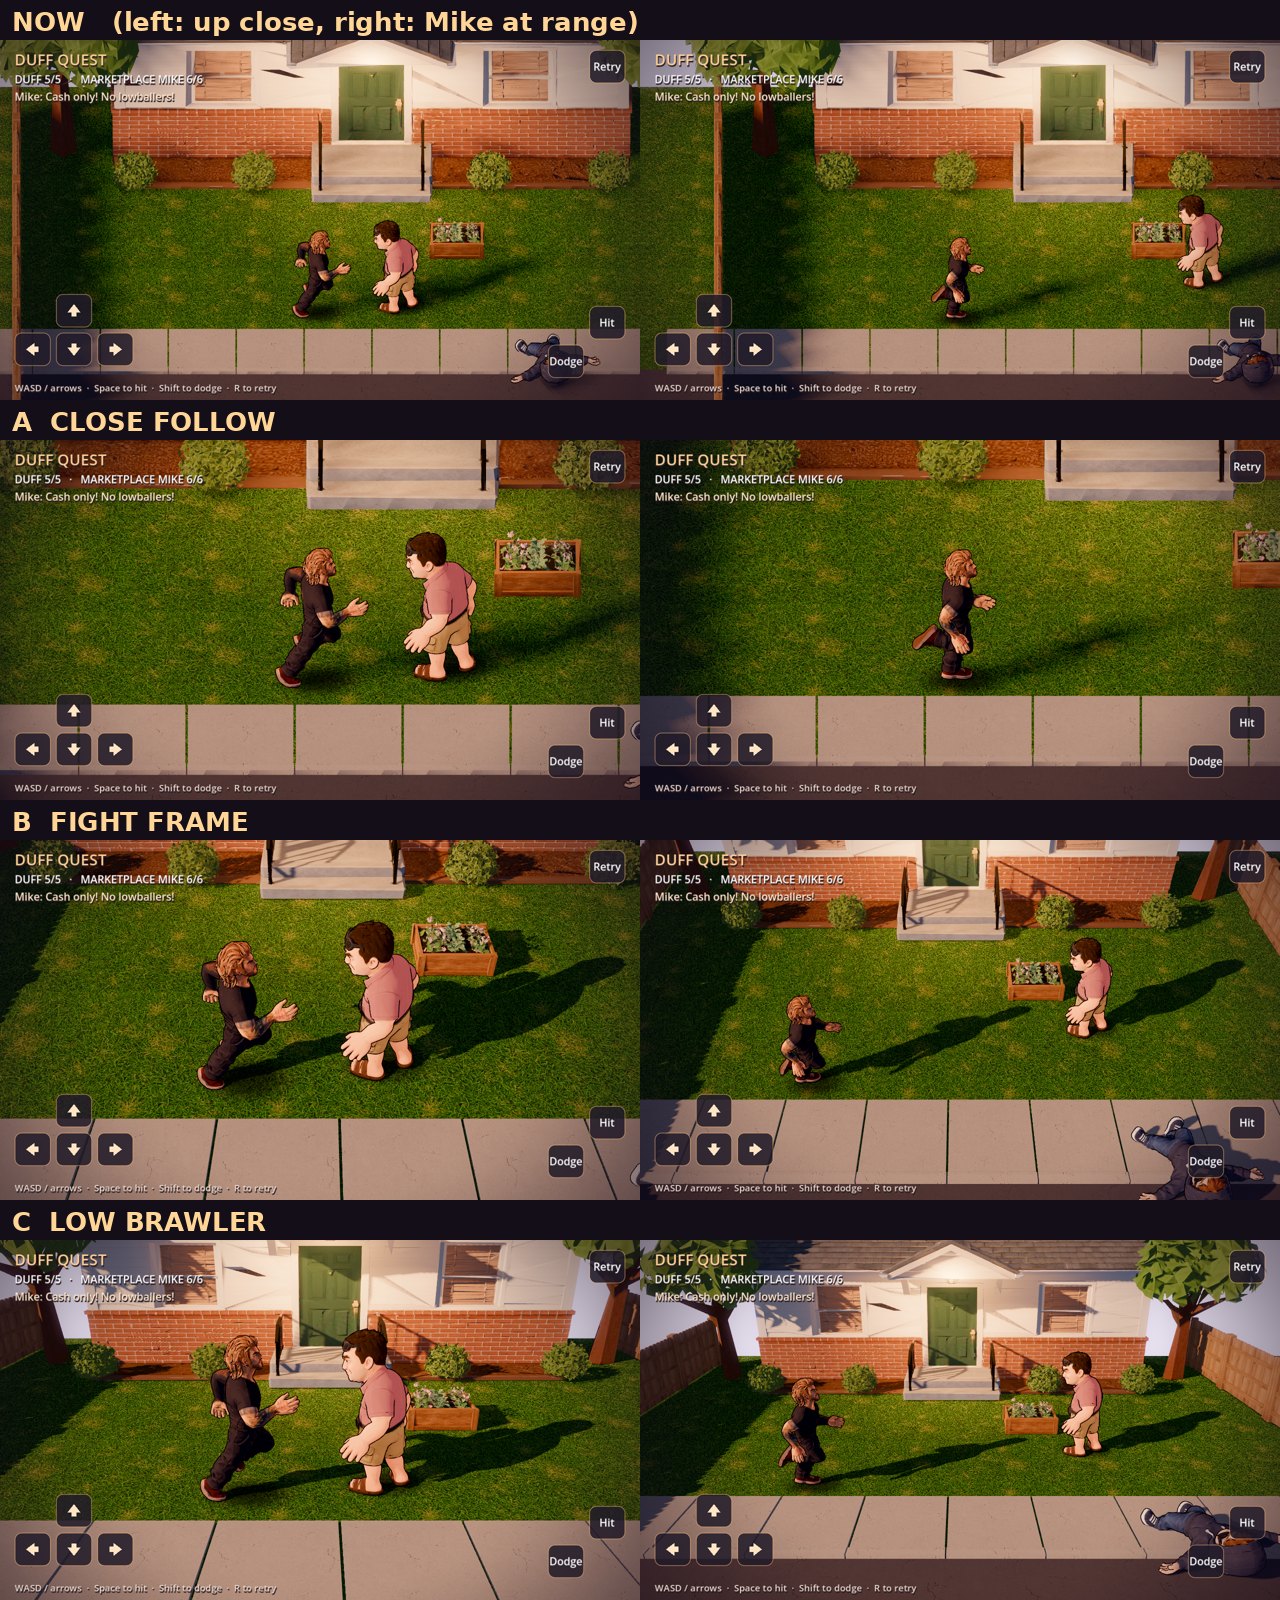 NOW (left: up close, right: Mike at range)
DUFF QUEST
DUFF 5/5 · MARKETPLACE MIKE 6/6
Mike: Cash only! No lowballers!
Retry
Hit
Dodge
WASD / arrows · Space to hit · Shift to dodge · R to retry
DUFF QUEST
DUFF 5/5 · MARKETPLACE MIKE 6/6
Mike: Cash only! No lowballers!
Retry
Hit
Dodge
WASD / arrows · Space to hit · Shift to dodge · R to retry
A CLOSE FOLLOW
DUFF QUEST
DUFF 5/5 · MARKETPLACE MIKE 6/6
Mike: Cash only! No lowballers!
Retry
Hit
Dodge
WASD / arrows · Space to hit · Shift to dodge · R to retry
DUFF QUEST
DUFF 5/5 · MARKETPLACE MIKE 6/6
Mike: Cash only! No lowballers!
Retry
Hit
Dodge
WASD / arrows · Space to hit · Shift to dodge · R to retry
B FIGHT FRAME
DUFF QUEST
DUFF 5/5 · MARKETPLACE MIKE 6/6
Mike: Cash only! No lowballers!
Retry
Hit
Dodge
WASD / arrows · Space to hit · Shift to dodge · R to retry
DUFF QUEST
DUFF 5/5 · MARKETPLACE MIKE 6/6
Mike: Cash only! No lowballers!
Retry
Hit
Dodge
WASD / arrows · Space to hit · Shift to dodge · R to retry
C LOW BRAWLER
DUFF QUEST
DUFF 5/5 · MARKETPLACE MIKE 6/6
Mike: Cash only! No lowballers!
Retry
Hit
Dodge
WASD / arrows · Space to hit · Shift to dodge · R to retry
DUFF QUEST
DUFF 5/5 · MARKETPLACE MIKE 6/6
Mike: Cash only! No lowballers!
Retry
Hit
Dodge
WASD / arrows · Space to hit · Shift to dodge · R to retry